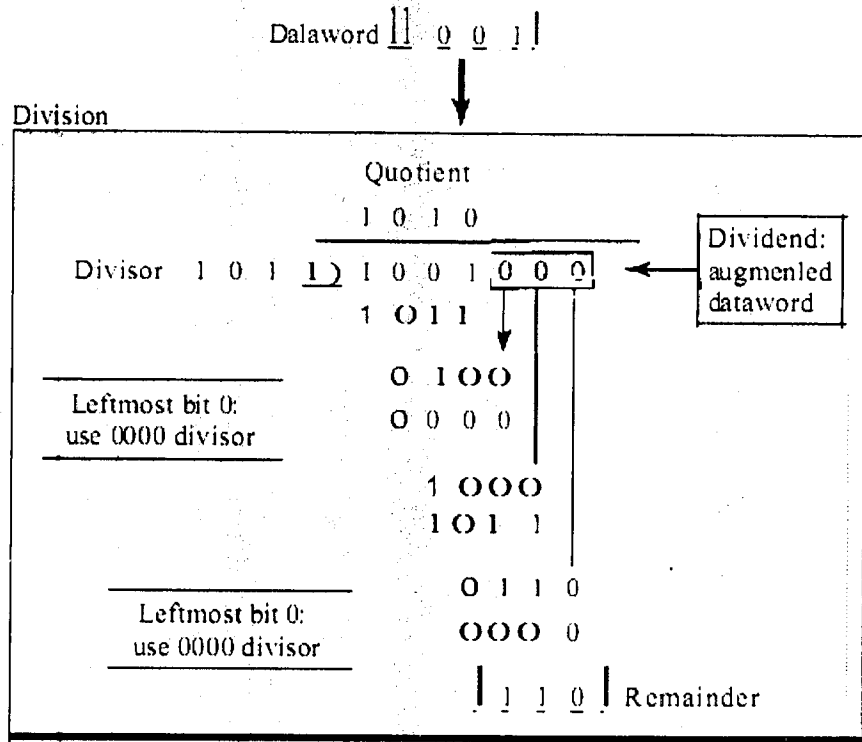 Dalaword 1 0 0 1
Division
Quotient
1 0 1 0
Divisor 1 0 1 1 ) 1 0 0 1 0 0 0
Dividend:
augmenled
dataword
1 0 1 1
0 1 0 0
Leftmost bit 0:
use 0000 divisor
0 0 0 0
1 0 0 0
1 0 1 1
0 1 1 0
Leftmost bit 0:
use 0000 divisor
0 0 0 0
1 1 0 Remainder